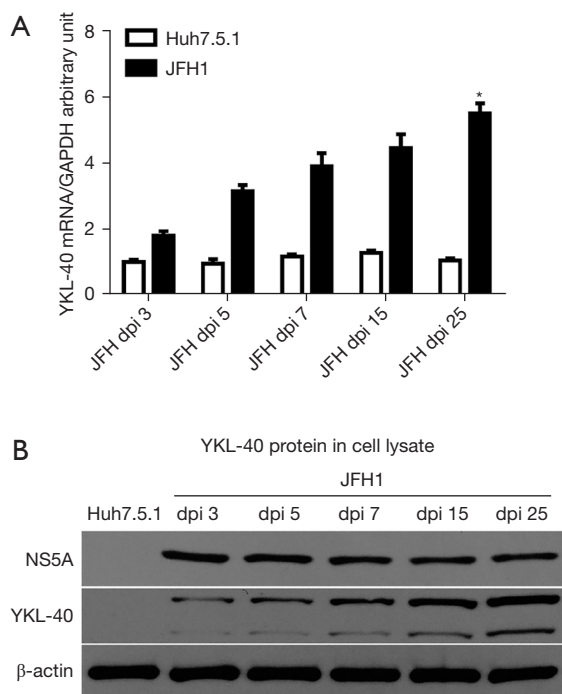 A
YKL-40 mRNA/GAPDH arbitrary unit
8
6
4
2
0
Huh7.5.1
JFH1
*
JFH dpi 3
JFH dpi 5
JFH dpi 7
JFH dpi 15
JFH dpi 25
B
YKL-40 protein in cell lysate
JFH1
Huh7.5.1 dpi 3 dpi 5 dpi 7 dpi 15 dpi 25
NS5A
YKL-40
β-actin